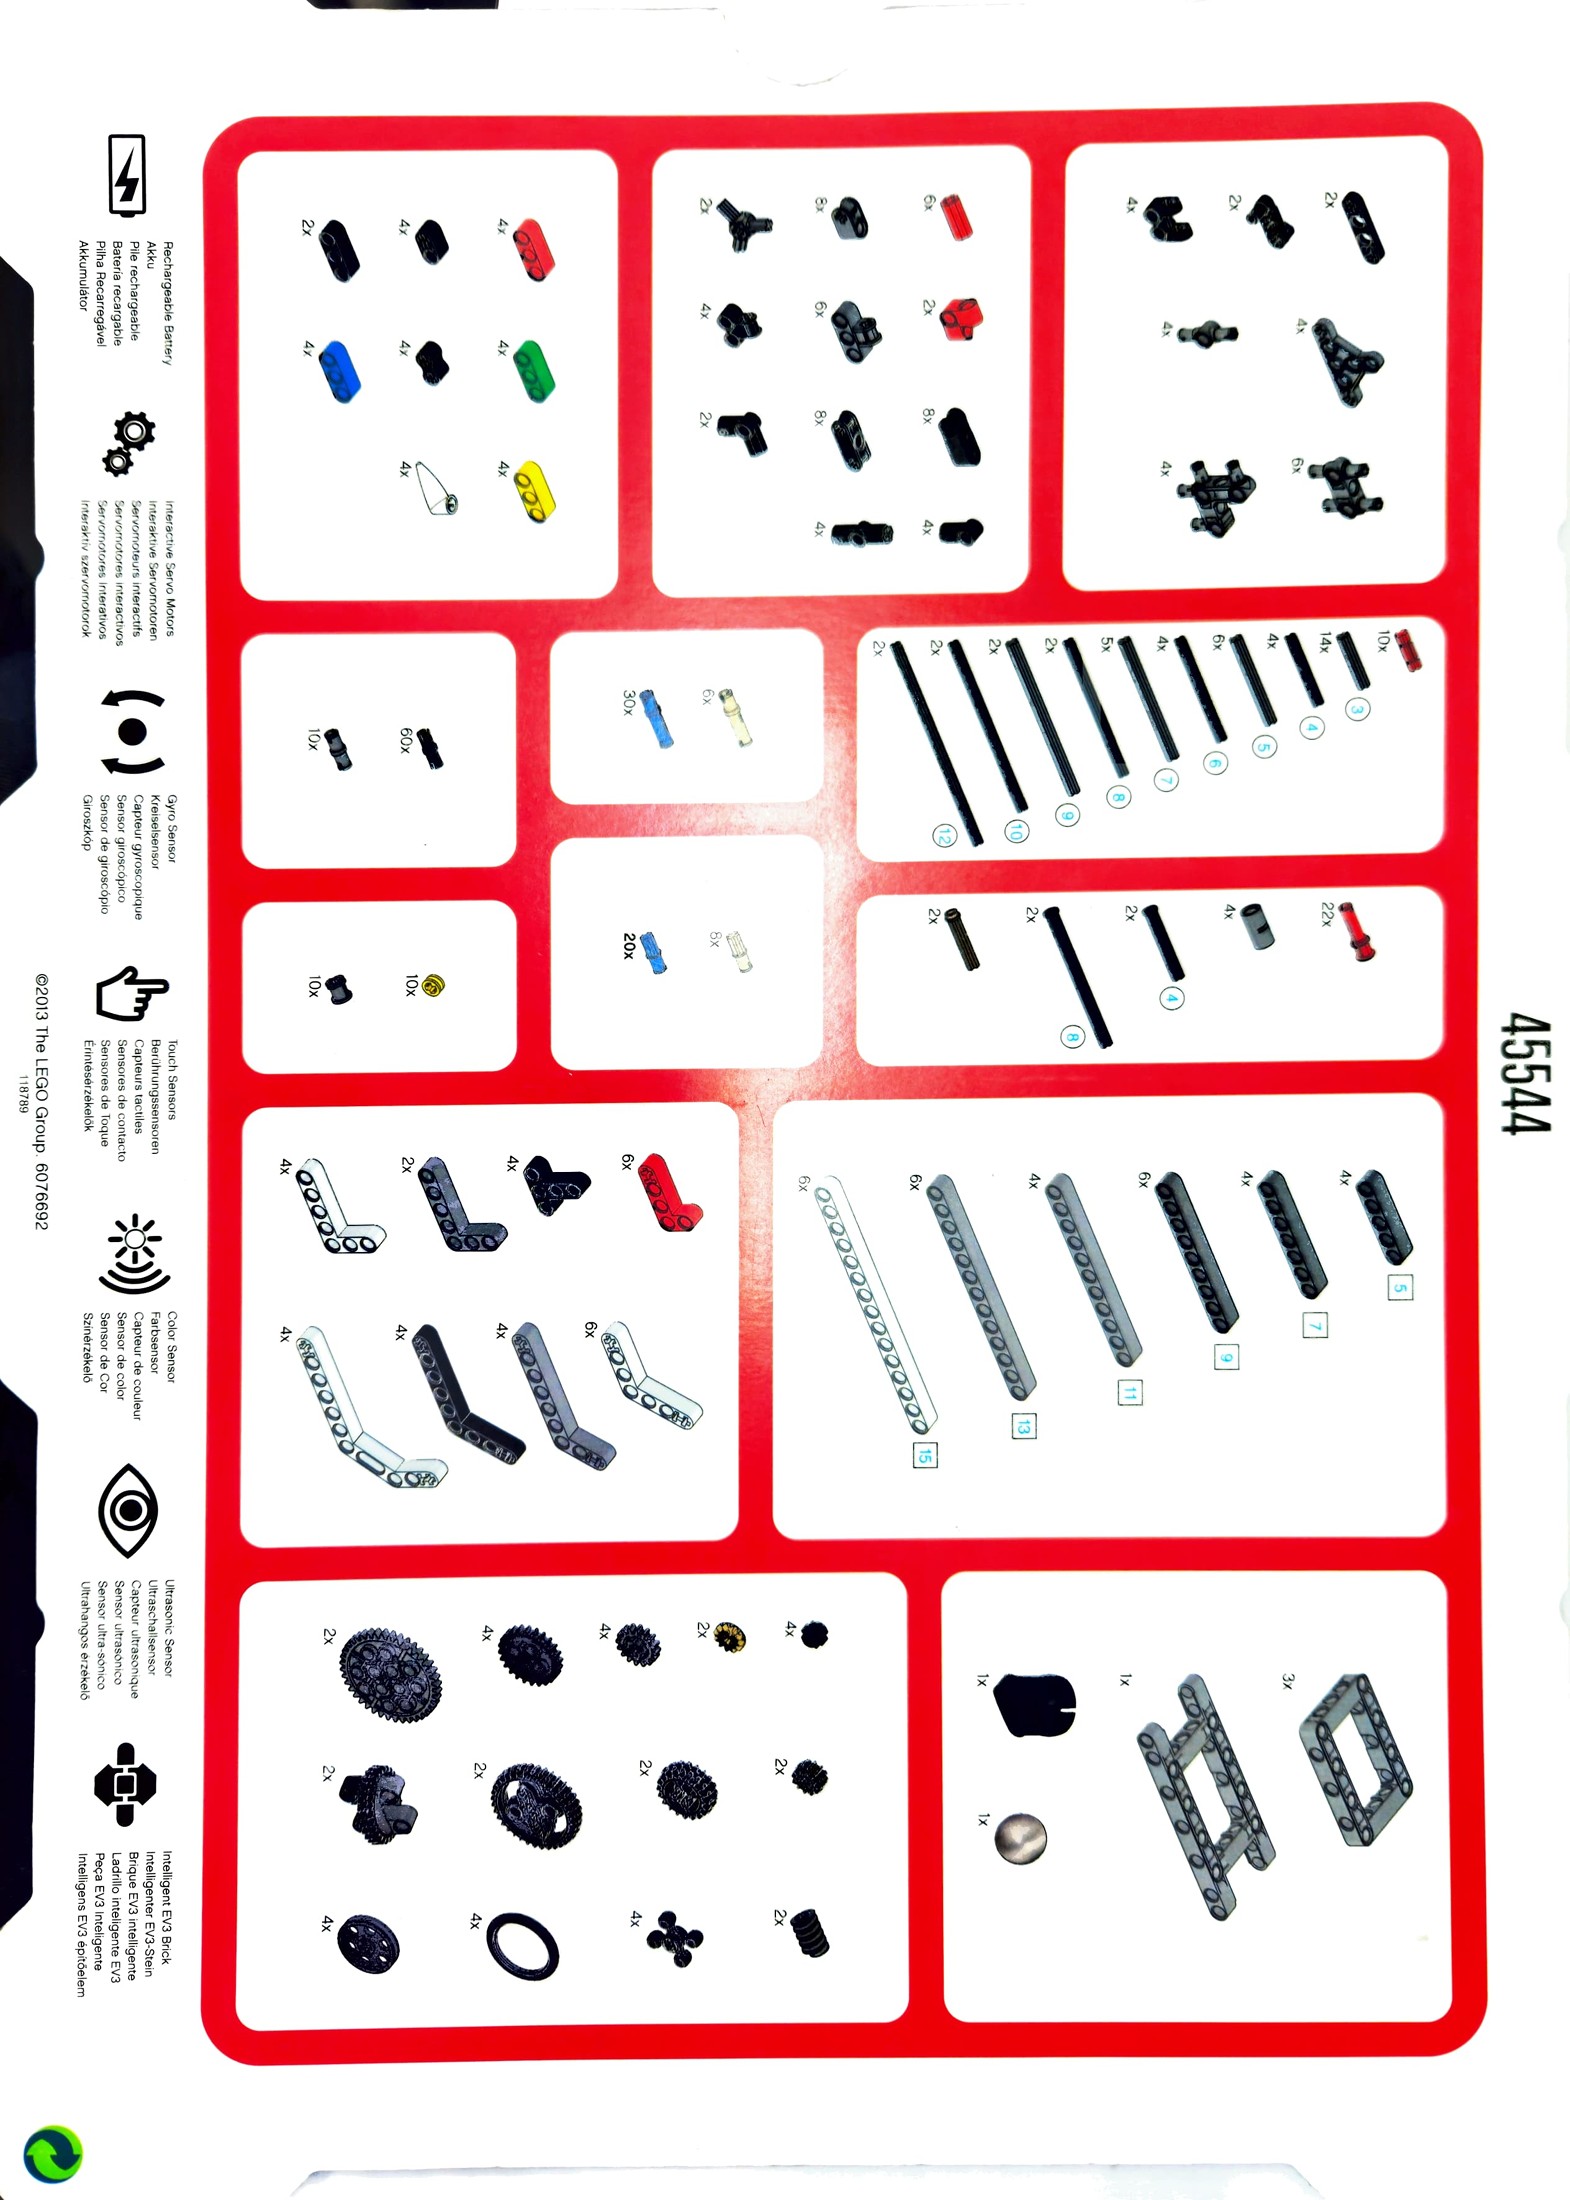 45544
2x
4x
6x
2x
4x
4x
4x
6x
2x
8x
4x
8x
6x
8x
4x
2x
4x
2x
4x
4x
4x
4x
4x
4x
2x
4x
10x
14x 3
4x 4
6x 5
4x 6
5x 7
2x 8
2x 9
2x 10
2x 12
22x
4x
2x 4
2x 8
2x
6x
30x
8x
20x
60x
10x
10x
10x
4x 5
4x 7
6x 9
4x 11
6x 13
6x 15
6x
4x
2x
4x
6x
4x
4x
4x
3x
1x
1x
1x
4x
2x
2x
2x
4x
2x
4x
4x
2x
4x
2x
2x
4x
Rechargeable Battery
Akku
Pile rechargeable
Batería recargable
Pilha Recarregável
Akkumulátor
Interactive Servo Motors
Interaktive Servomotoren
Servomoteurs interactifs
Servomotores interactivos
Servomotores Interativos
Interaktív szervomotorok
Gyro Sensor
Kreiselsensor
Capteur gyroscopique
Sensor giroscópico
Sensor de giroscópio
Giroszkóp
Touch Sensors
Berührungssensoren
Capteurs tactiles
Sensores de contacto
Sensores de Toque
Érintésérzékelők
Color Sensor
Farbsensor
Capteur de couleur
Sensor de color
Sensor de Cor
Színérzékelő
Ultrasonic Sensor
Ultraschallsensor
Capteur ultrasonique
Sensor ultrasónico
Sensor ultra-sónico
Ultrahangos érzékelő
Intelligent EV3 Brick
Intelligenter EV3-Stein
Brique EV3 intelligente
Ladrillo inteligente EV3
Peça EV3 Inteligente
Intelligens EV3 építőelem
©2013 The LEGO Group. 6076692
118789